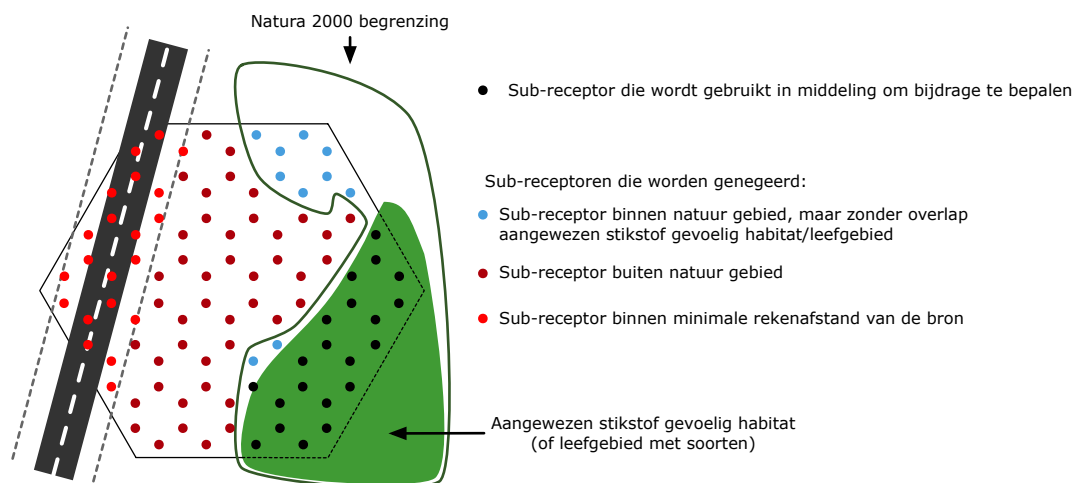 Natura 2000 begrenzing
Sub-receptor die wordt gebruikt in middeling om bijdrage te bepalen
Sub-receptoren die worden genegeerd:
Sub-receptor binnen natuur gebied, maar zonder overlap
aangewezen stikstof gevoelig habitat/leefgebied
Sub-receptor buiten natuur gebied
Sub-receptor binnen minimale rekenafstand van de bron
Aangewezen stikstof gevoelig habitat
(of leefgebied met soorten)